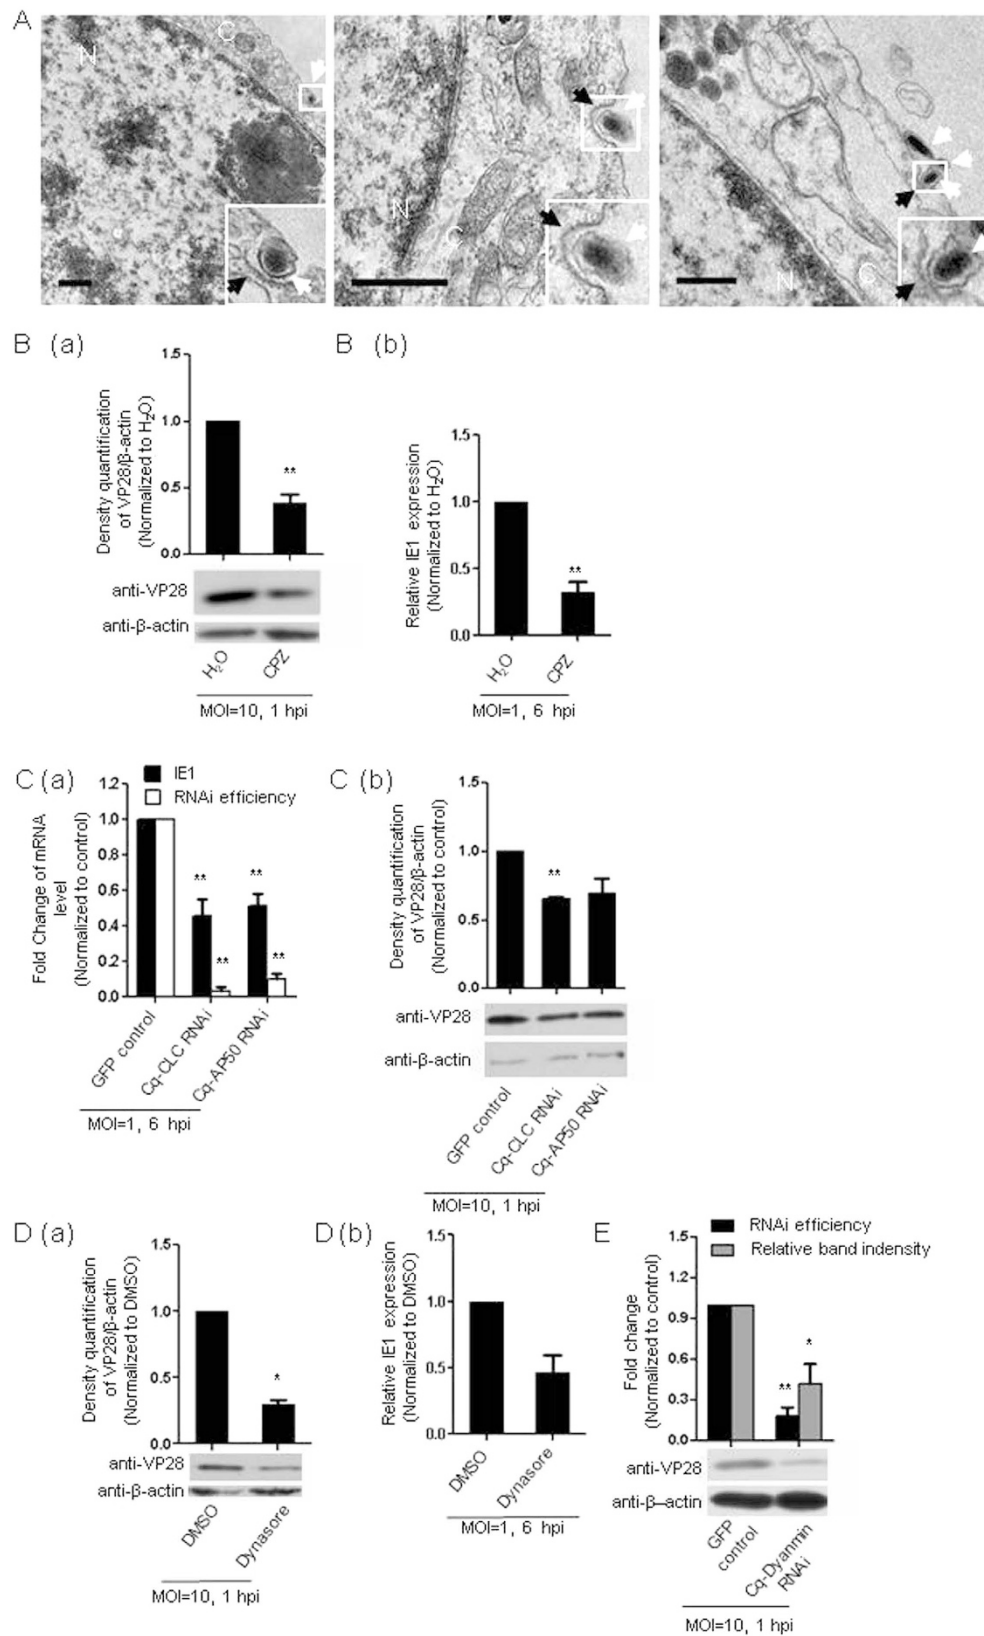 A
N C
N C
N C
B (a)
Density quantification
of VP28/β-actin
(Normalized to H2O)
1.5
1.0
0.5
0.0
**
anti-VP28
anti-β-actin
H2O CPZ
MOI=10, 1 hpi
B (b)
Relative IE1 expression
(Normalized to H2O)
1.5
1.0
0.5
0.0
**
H2O CPZ
MOI=1, 6 hpi
C (a)
IE1
RNAi efficiency
Fold Change of mRNA
level
(Normalized to control)
1.2
1.0
0.8
0.6
0.4
0.2
0.0
** ** ** **
GFP control
Cq-CLC RNAi
Cq-AP50 RNAi
MOI=1, 6 hpi
C (b)
Density quantification
of VP28/β-actin
(Normalized to control)
1.5
1.0
0.5
0.0
**
anti-VP28
anti-β-actin
GFP control
Cq-CLC RNAi
Cq-AP50 RNAi
MOI=10, 1 hpi
D (a)
Density quantification
of VP28/β-actin
(Normalized to DMSO)
1.5
1.0
0.5
0.0
*
anti-VP28
anti-β-actin
DMSO
Dynasore
MOI=10, 1 hpi
D (b)
Relative IE1 expression
(Normalized to DMSO)
1.5
1.0
0.5
0.0
DMSO
Dynasore
MOI=1, 6 hpi
E
RNAi efficiency
Relative band indensity
Fold change
(Normalized to control)
1.5
1.2
0.9
0.6
0.3
0.0
** *
anti-VP28
anti-β–actin
GFP
control
Cq-Dyanmin
RNAi
MOI=10, 1 hpi